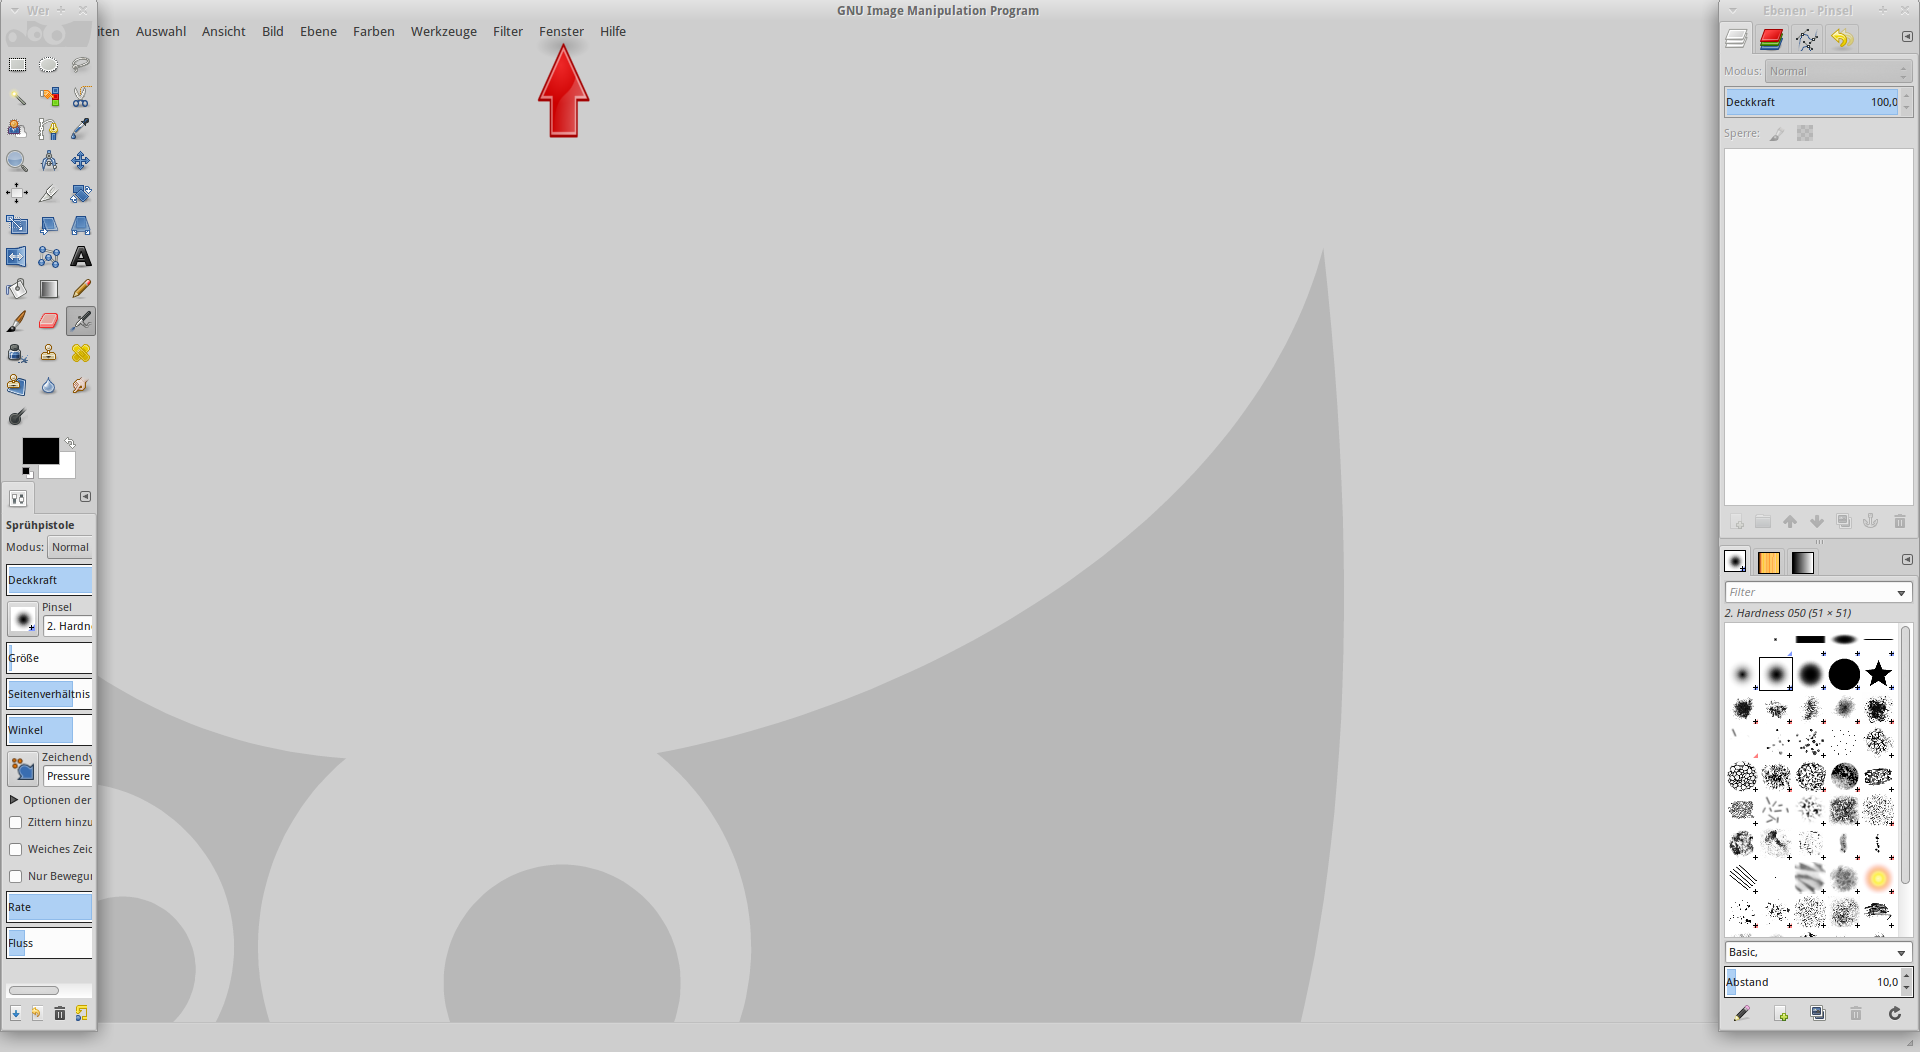 Wer
GNU Image Manipulation Program
Ebenen - Pinsel
iten Auswahl Ansicht Bild Ebene Farben Werkzeuge Filter Fenster Hilfe
Modus: Normal
Deckkraft 100,0
Sperre:
Sprühpistole
Modus: Normal
Deckkraft
Pinsel
2. Hardn
Größe
Seitenverhältnis
Winkel
Zeichendy
Pressure
Optionen der
Zittern hinzu
Weiches Zeic
Nur Bewegur
Rate
Fluss
Filter
2. Hardness 050 (51 × 51)
Basic,
Abstand 10,0